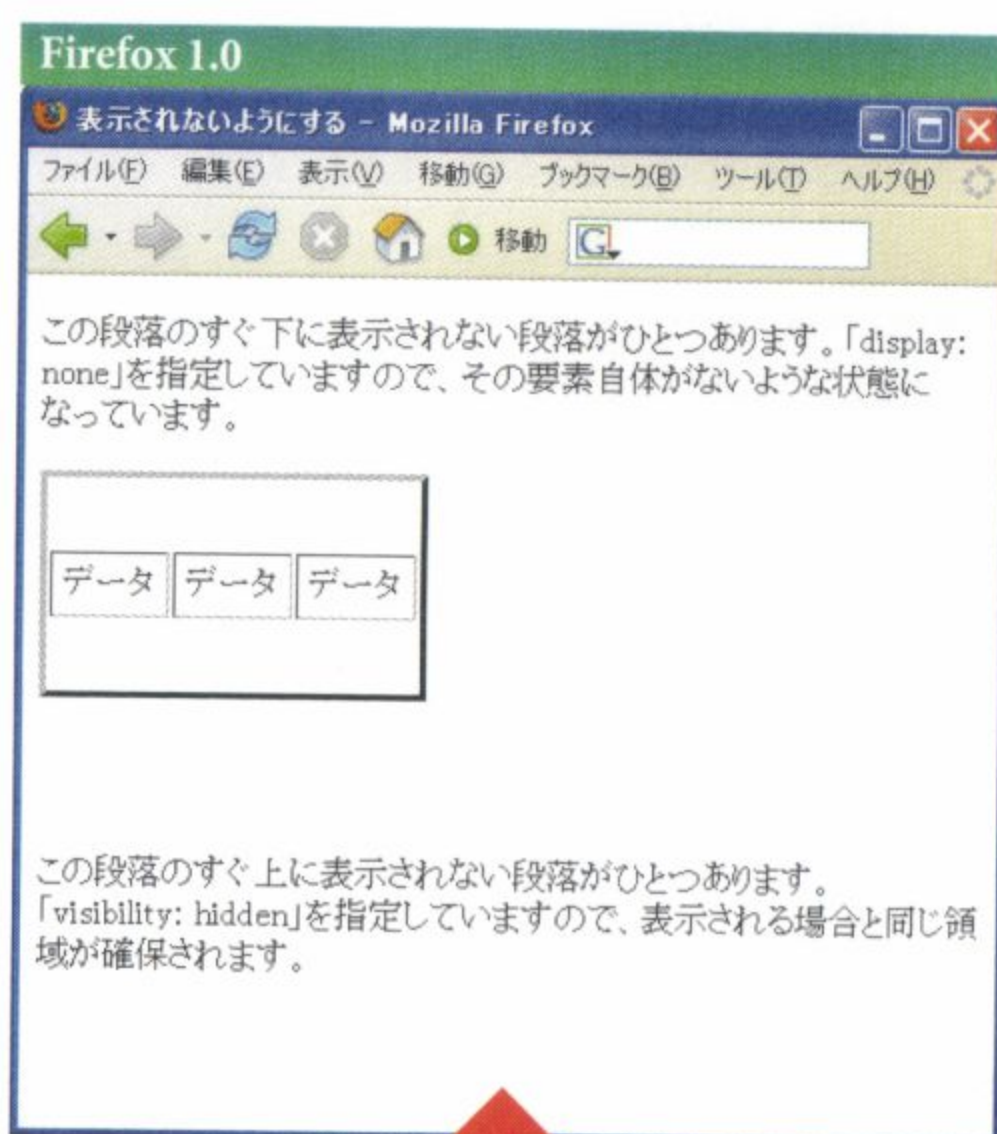 Firefox 1.0
表示されないようにする - Mozilla Firefox
ファイル(F) 編集(E) 表示(V) 移動(G) ブックマーク(B) ツール(T) ヘルプ(H)
移動 G
この段落のすぐ下に表示されない段落がひとつあります。「display:
none」を指定していますので、その要素自体がないような状態に
なっています。
データ データ データ
この段落のすぐ上に表示されない段落がひとつあります。
「visibility: hidden」を指定していますので、表示される場合と同じ領
域が確保されます。